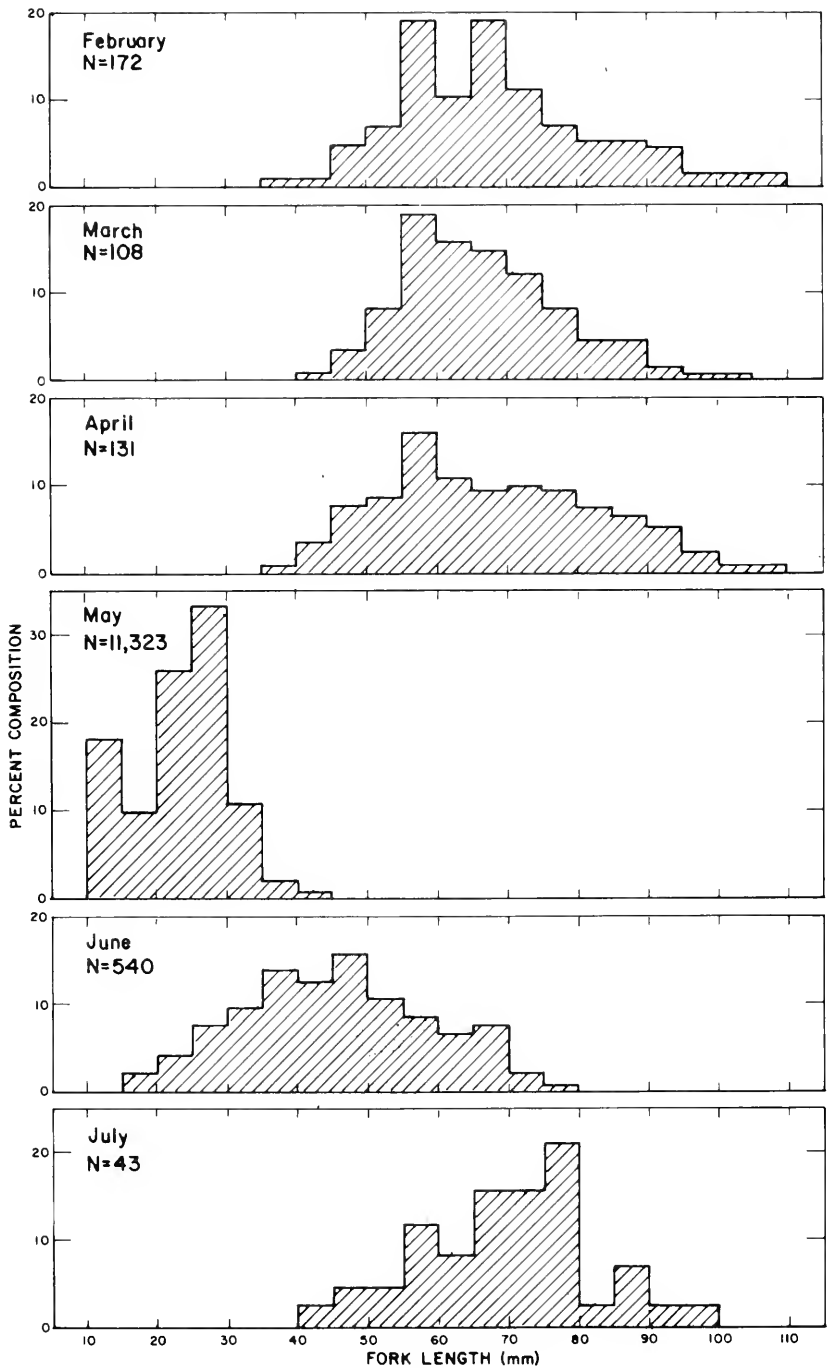 20
February
N=172
10
0
20
March
N=108
10
0
20
April
N=131
10
0
May
N=11,323
30
20
10
0
PERCENT COMPOSITION
20
June
N=540
10
0
July
N=43
20
10
0
10 20 30 40 50 60 70 80 90 100 110
FORK LENGTH (mm)